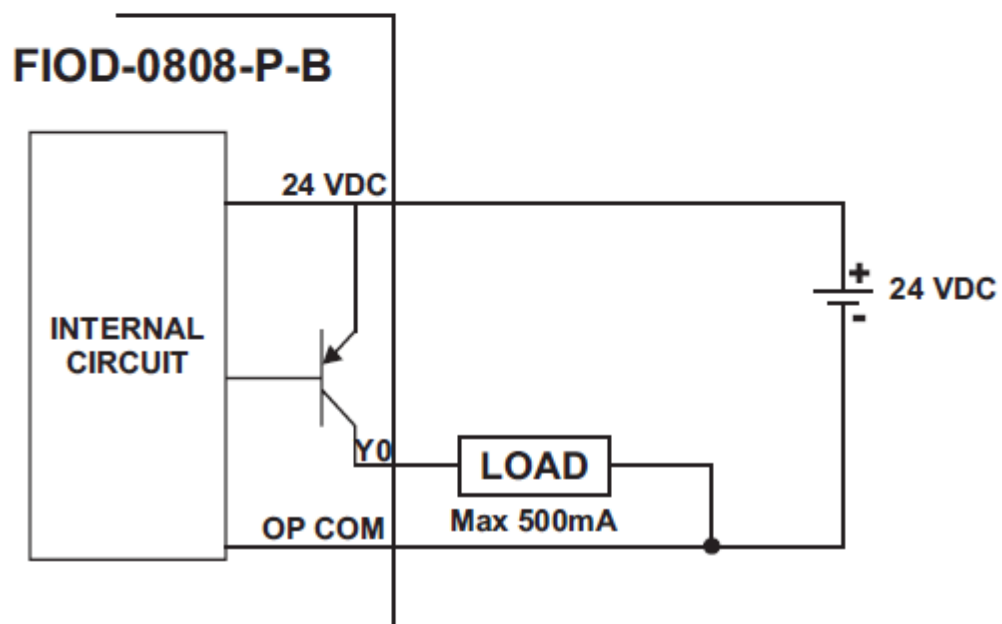 FIOD-0808-P-B
24 VDC
+
24 VDC
-
INTERNAL
CIRCUIT
Y0
LOAD
Max 500mA
OP COM